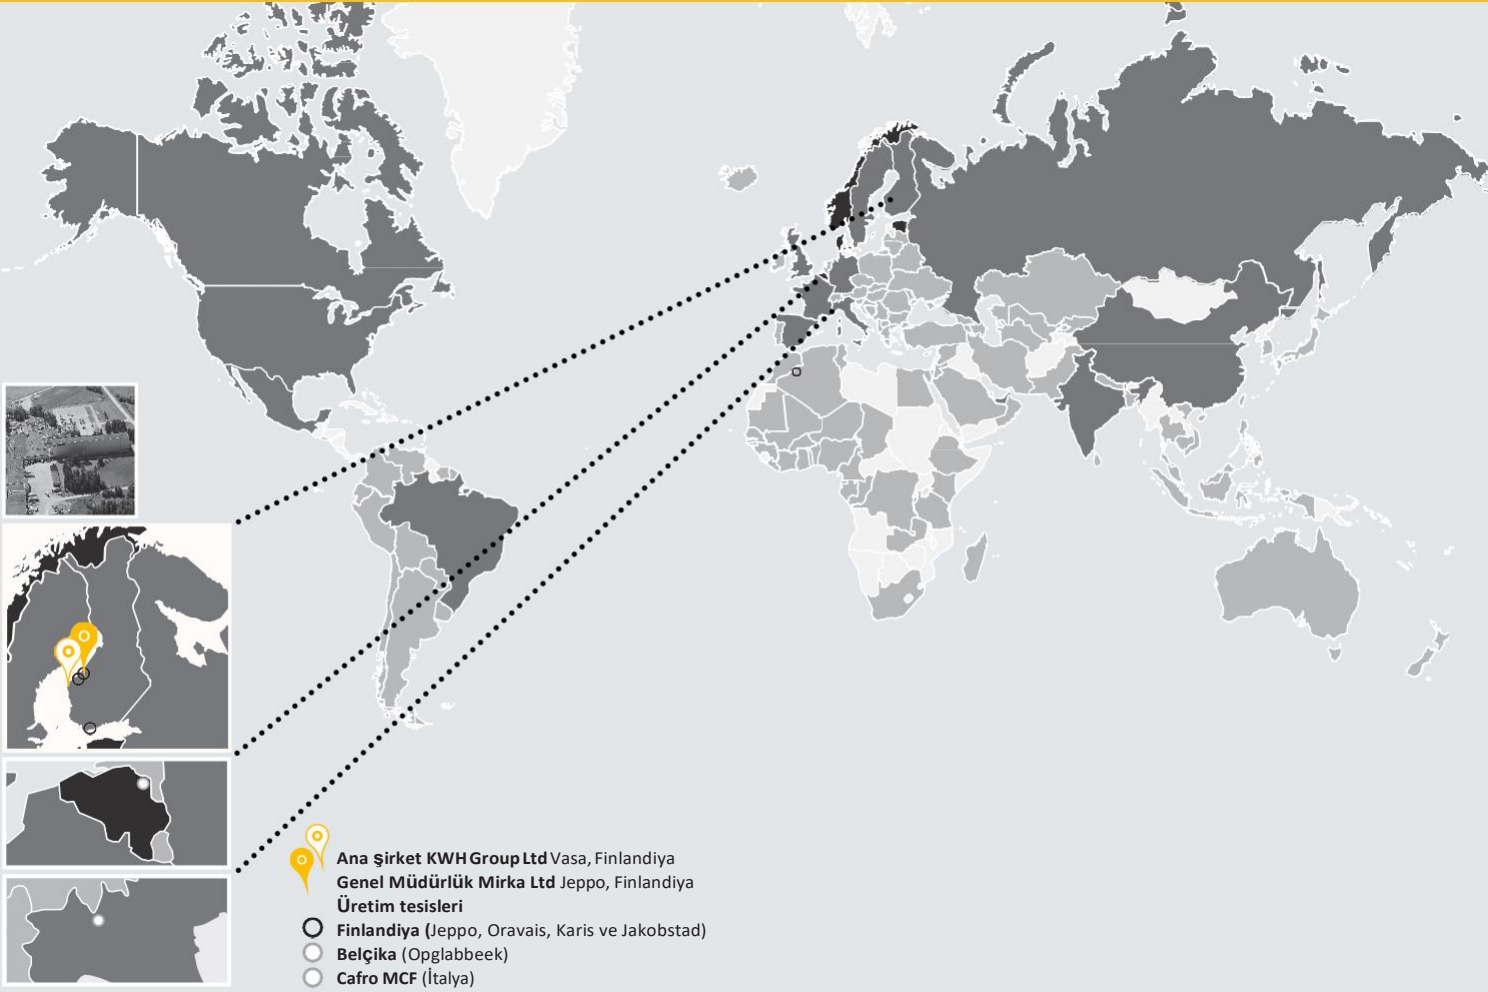 Ana şirket KWH Group Ltd Vasa, Finlandiya
Genel Müdürlük Mirka Ltd Jeppo, Finlandiya
Üretim tesisleri
Finlandiya (Jeppo, Oravais, Karis ve Jakobstad)
Belçika (Opglabbeek)
Cafro MCF (İtalya)